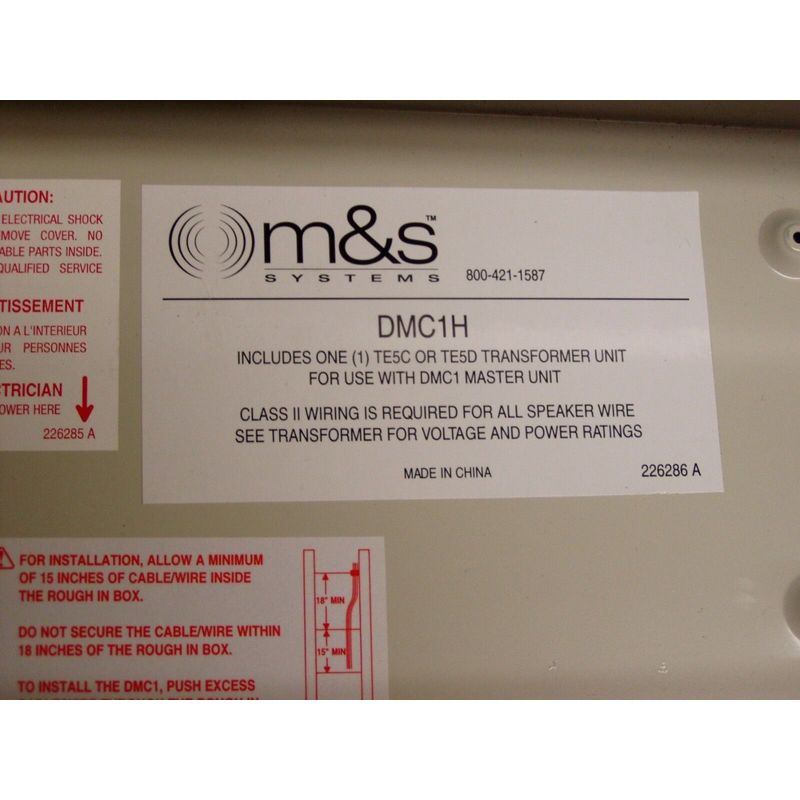 AUTION:
ELECTRICAL SHOCK
MOVE COVER. NO
ABLE PARTS INSIDE.
QUALIFIED SERVICE
TISSEMENT
ON A L'INTERIEUR
UR PERSONNES
ES.
TRICIAN
OWER HERE
226285 A
m&s™
SYSTEMS
800-421-1587
DMC1H
INCLUDES ONE (1) TE5C OR TE5D TRANSFORMER UNIT
FOR USE WITH DMC1 MASTER UNIT
CLASS II WIRING IS REQUIRED FOR ALL SPEAKER WIRE
SEE TRANSFORMER FOR VOLTAGE AND POWER RATINGS
MADE IN CHINA
226286 A
FOR INSTALLATION, ALLOW A MINIMUM
OF 15 INCHES OF CABLE/WIRE INSIDE
THE ROUGH IN BOX.
DO NOT SECURE THE CABLE/WIRE WITHIN
18 INCHES OF THE ROUGH IN BOX.
TO INSTALL THE DMC1, PUSH EXCESS
18" MIN
15" MIN